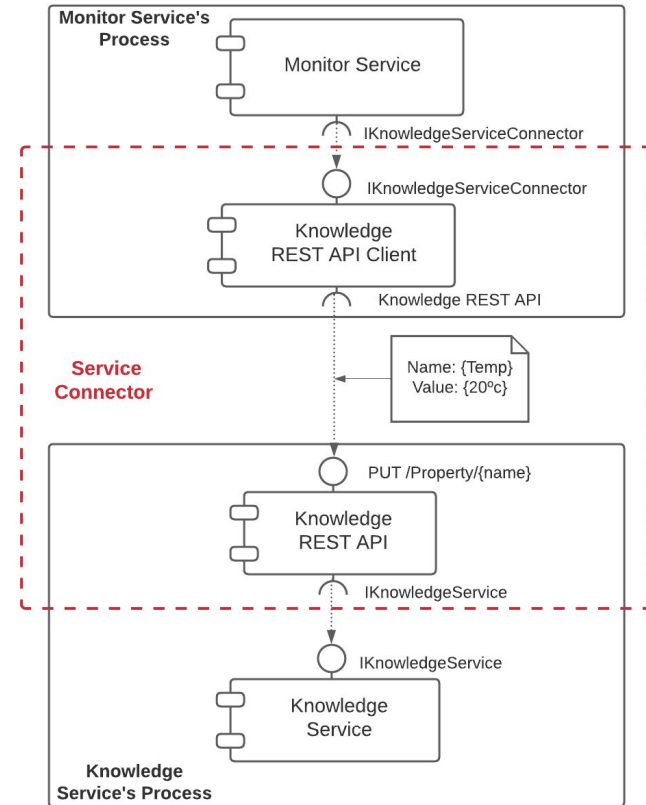 Monitor Service's
Process
Monitor Service
IKnowledgeServiceConnector
IKnowledgeServiceConnector
Knowledge
REST API Client
Knowledge REST API
Service
Connector
Name: {Temp}
Value: {20ºc}
PUT /Property/{name}
Knowledge
REST API
IKnowledgeService
IKnowledgeService
Knowledge
Service
Knowledge
Service's Process